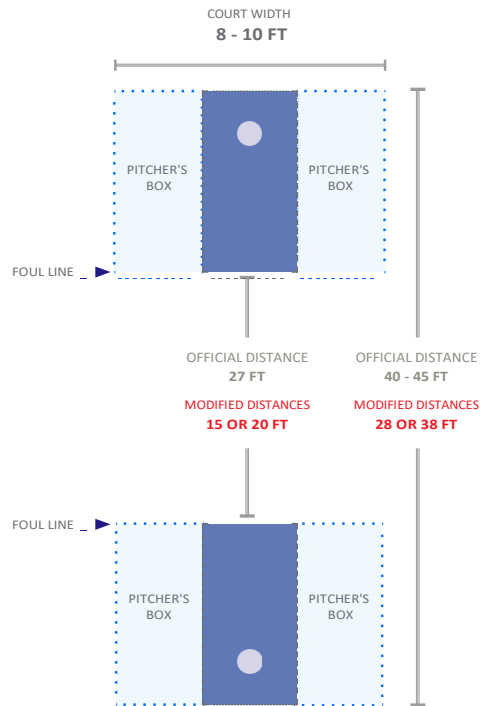 COURT WIDTH
8 - 10 FT
PITCHER'S
BOX
PITCHER'S
BOX
FOUL LINE
OFFICIAL DISTANCE
27 FT
MODIFIED DISTANCES
15 OR 20 FT
OFFICIAL DISTANCE
40 - 45 FT
MODIFIED DISTANCES
28 OR 38 FT
FOUL LINE
PITCHER'S
BOX
PITCHER'S
BOX